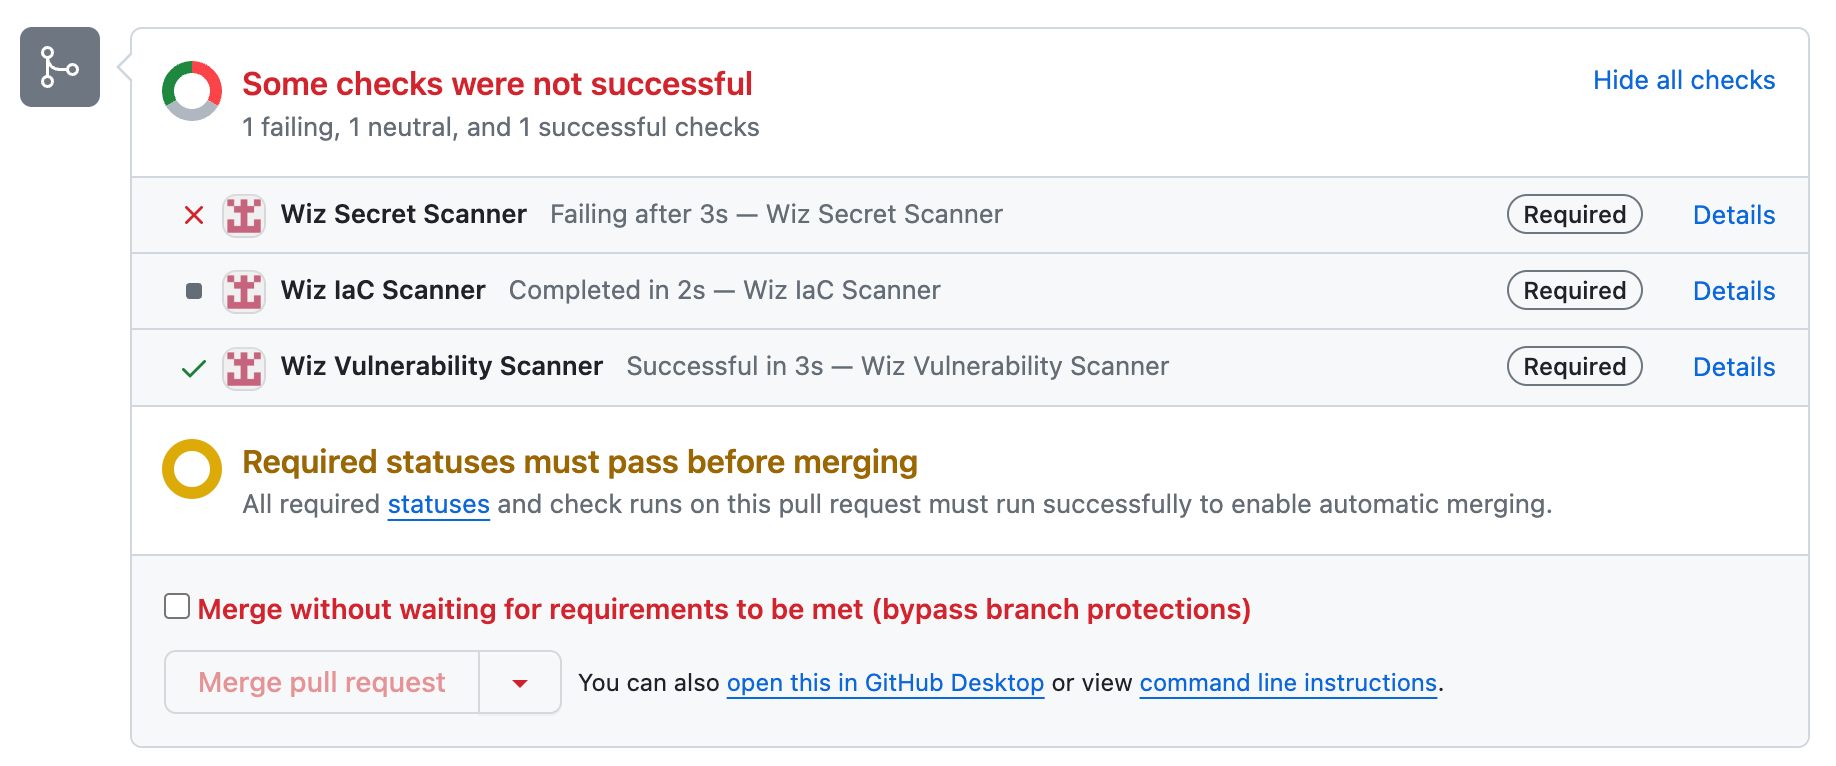 Some checks were not successful
Hide all checks
1 failing, 1 neutral, and 1 successful checks
Wiz Secret Scanner Failing after 3s — Wiz Secret Scanner Required Details
Wiz IaC Scanner Completed in 2s — Wiz IaC Scanner Required Details
Wiz Vulnerability Scanner Successful in 3s — Wiz Vulnerability Scanner Required Details
Required statuses must pass before merging
All required statuses and check runs on this pull request must run successfully to enable automatic merging.
Merge without waiting for requirements to be met (bypass branch protections)
Merge pull request You can also open this in GitHub Desktop or view command line instructions.